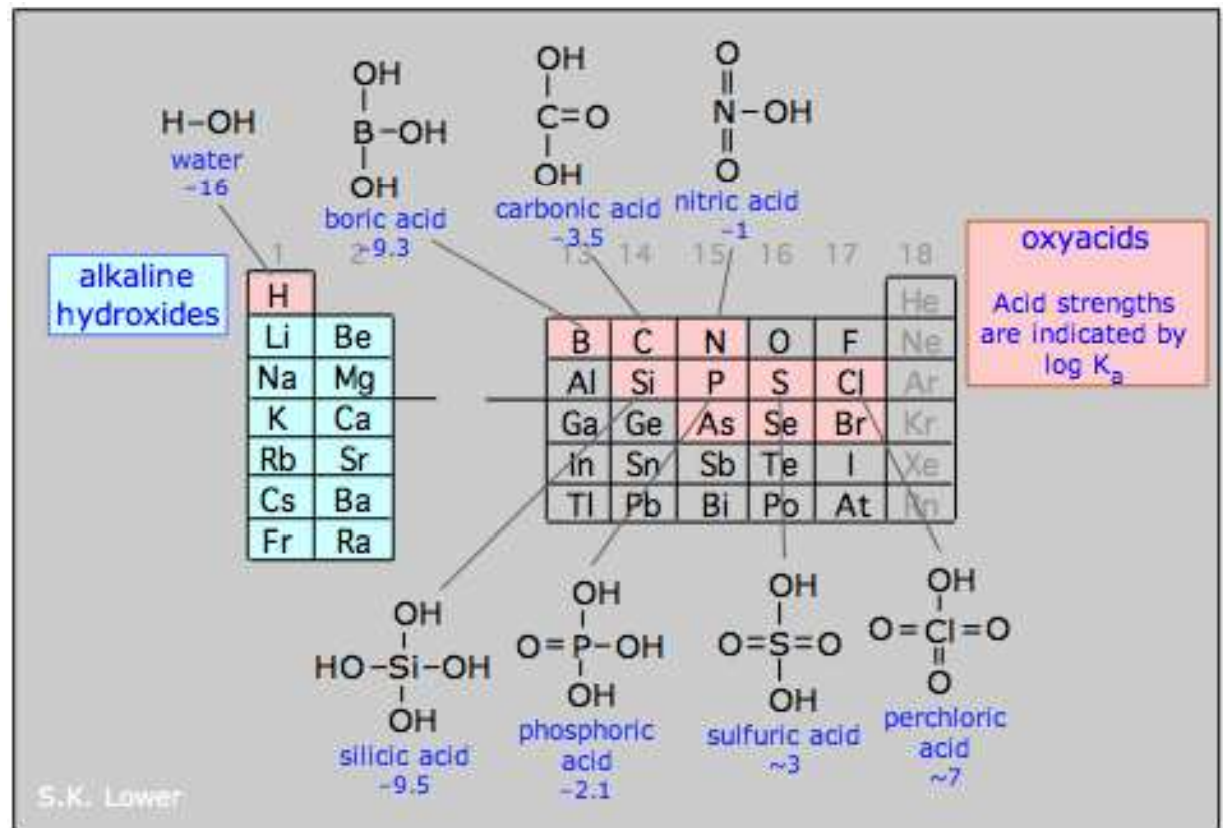 H–OH
water
–16
OH
B–OH
OH
boric acid
–9.3
OH
C=O
OH
carbonic acid
–3.5
O
N–OH
O
nitric acid
–1
alkaline
hydroxides
oxyacids
Acid strengths
are indicated by
log Ka
1 2 13 14 15 16 17 18
H He
Li Be B C N O F Ne
Na Mg Al Si P S Cl Ar
K Ca Ga Ge As Se Br Kr
Rb Sr In Sn Sb Te I Xe
Cs Ba Tl Pb Bi Po At Rn
Fr Ra
OH
HO–Si–OH
OH
silicic acid
–9.5
OH
O=P–OH
OH
phosphoric
acid
–2.1
OH
O=S=O
OH
sulfuric acid
~3
OH
O=Cl=O
O
perchloric
acid
~7
S.K. Lower